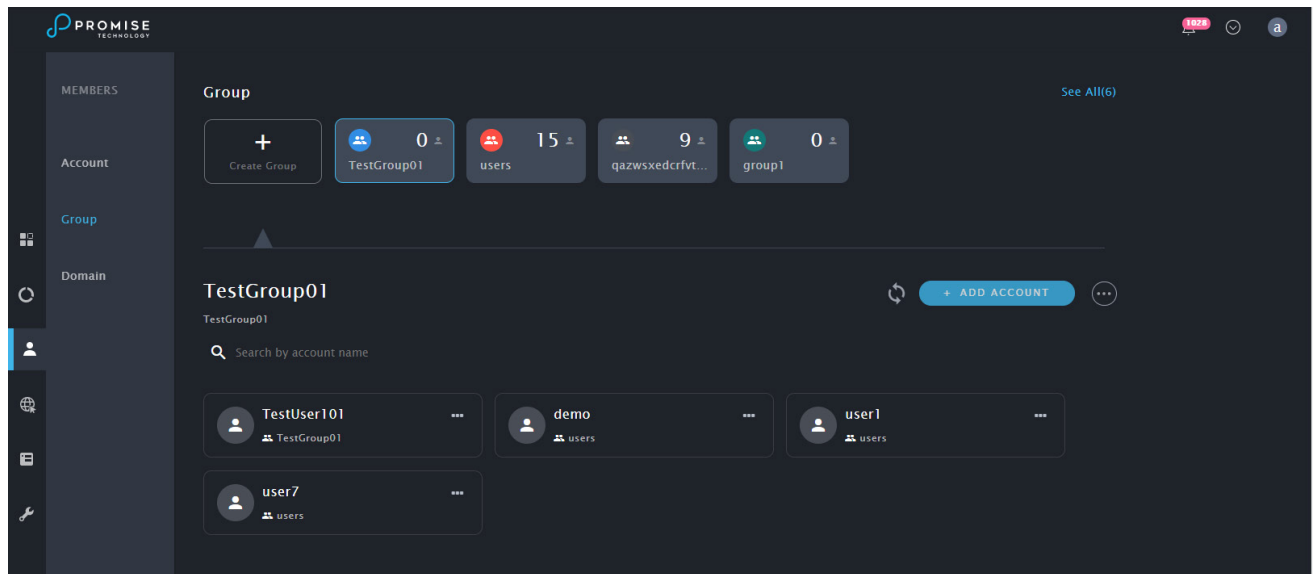 PROMISE
TECHNOLOGY
1028
a
MEMBERS
Account
Group
Domain
Group
See All(6)
+
Create Group
0
TestGroup01
15
users
9
qazwsxedcrfvt...
0
group1
TestGroup01
TestGroup01
+ ADD ACCOUNT
Search by account name
TestUser101
TestGroup01
demo
users
user1
users
user7
users